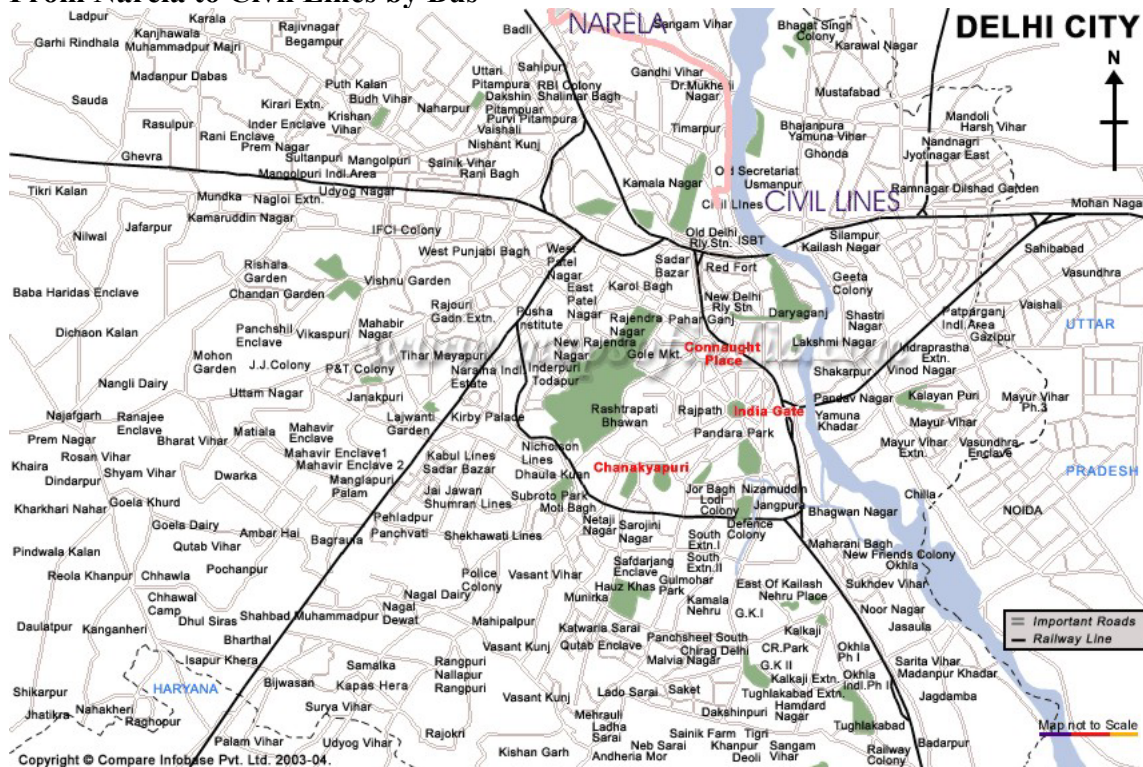 From Narela to Civil Lines by Bus
DELHI CITY
N
NARELA
CIVIL LINES
Ladpur
Karala
Rajivnagar
Begampur
Badli
Sangam Vihar
Bhagat Singh
Colony
Karawal Nagar
Garhi Rindhala
Kanjhawala
Muhammadpur Majri
Madanpur Dabas
Puth Kalan
Budh Vihar
Uttari
Pitampura
Sahipur
RBI Colony
Shalimar Bagh
Dakshin
Pitampuar
Purvi Pitampura
Gandhi Vihar
Dr.Mukherji
Nagar
Mustafabad
Sauda
Kirari Extn.
Krishan
Vihar
Naharpur
Vaishali
Nishant Kunj
Timarpur
Bhajanpura
Yamuna Vihar
Ghonda
Mandoli
Harsh Vihar
Nandnagri
Jyotinagar East
Rasulpur
Inder Enclave
Rani Enclave
Prem Nagar
Ghevra
Sultanpuri
Mangolpuri
Mangolpuri Indl.Area
Sainik Vihar
Rani Bagh
Udyog Nagar
Kamala Nagar
Old Secretariat
Usmanpur
Civil Lines
Ramnagar
Dilshad Garden
Mohan Naga
Tikri Kalan
Mundka
Nagloi Extn.
Kamaruddin Nagar
Jafarpur
Nilwal
IFCI Colony
West Punjabi Bagh
West
Patel
Nagar
East
Patel
Nagar
Old Delhi
Rly.Stn.
ISBT
Sadar
Bazar
Red Fort
Silampur
Kailash Nagar
Sahibabad
Vasundhra
Rishala
Garden
Chandan Garden
Vishnu Garden
Baba Haridas Enclave
Karol Bagh
New Delhi
Rly Stn
Geeta
Colony
Vaishali
Rajouri
Gadn.Extn.
Pusha
Institute
Rajendra
Nagar
Pahar Ganj
Daryaganj
Shastri
Nagar
Patparganj
Indl.Area
Gazipur
UTTAR
Dichaon Kalan
Panchshil
Enclave
Vikaspuri
Mahabir
Nagar
New Rajendra
Nagar
Gole Mkt.
Connaught
Place
Lakshmi Nagar
Indraprastha
Extn.
Vinod Nagar
Mohon
Garden
J.J.Colony
P&T Colony
Tihar
Mayapuri
Naraina Indl
Estate
Inderpuri
Todapur
Shakarpur
Nangli Dairy
Uttam Nagar
Janakpuri
Pandav Nagar
Kalayan Puri
Mayur Vihar
Ph.3
Najafgarh
Ranajee
Enclave
Lajwanti
Garden
Kirby Palace
Rashtrapati
Bhawan
Rajpath
India Gate
Yamuna
Khadar
Mayur Vihar
Prem Nagar
Bharat Vihar
Matiala
Mahavir
Enclave
Mahavir Enclave1
Mahavir Enclave 2
Pandara Park
Mayur Vihar
Extn.
Vasundhra
Enclave
Rosan Vihar
Khaira
Dindarpur
Shyam Vihar
Dwarka
Manglapuri
Palam
Kabul Lines
Sadar Bazar
Nicholson
Lines
Dhaula Kuan
Chanakyapuri
PRADESH
Kharkhari Nahar
Goela Khurd
Jai Jawan
Shumran Lines
Subroto Park
Moti Bagh
Jor Bagh
Lodi
Colony
Nizamuddin
Jangpura
Bhagwan Nagar
Chilla
NOIDA
Goela Dairy
Ambar Hai
Pehladpur
Panchvati
Shekhawati Lines
Netaji
Nagar
Sarojini
Nagar
Defence
Colony
Pindwala Kalan
Qutab Vihar
Bagraura
South
Extn.I
South
Extn.II
Maharani Bagh
New Friends Colony
Okhla
Reola Khanpur
Chhawla
Pochanpur
Police
Colony
Vasant Vihar
Safdarjang
Enclave
Hauz Khas
Gulmohar
Park
East Of Kailash
Nehru Place
Sukhdev Vihar
Chhawal
Camp
Nagal Dairy
Munirka
Kamala
Nehru
G.K.I
Noor Nagar
Jasaula
Daulatpur
Kanganheri
Dhul Siras
Shahbad Muhammadpur
Nagal
Dewat
Mahipalpur
Katwaria Sarai
Qutab Enclave
Panchsheel South
Chirag Delhi
Kalkaji
Important Roads
Railway Line
Bharthal
Vasant Kunj
Malvia Nagar
CR.Park
G.K II
Okhla
Ph I
Isapur Khera
Samalka
Rangpuri
Nallapur
Rangpuri
Kalkaji Extn.
Okhla
Indl.Ph II
Sarita Vihar
Madanpur Khadar
Shikarpur
HARYANA
Bijwasan
Kapas Hera
Vasant Kunj
Lado Sarai
Saket
Tughlakabad Extn.
Jagdamba
Jhatikra
Nahakheri
Raghopur
Surya Vihar
Mehrauli
Ladha
Sarai
Dakshinpuri
Hamdard
Nagar
Tughlakabad
Map not to Scale
Palam Vihar
Udyog Vihar
Rajokri
Kishan Garh
Andheria Mor
Neb Sarai
Sainik Farm
Khanpur
Deoli
Tigri
Sangam
Vihar
Railway
Colony
Badarpur
Copyright © Compare Infobase Pvt. Ltd. 2003-04.